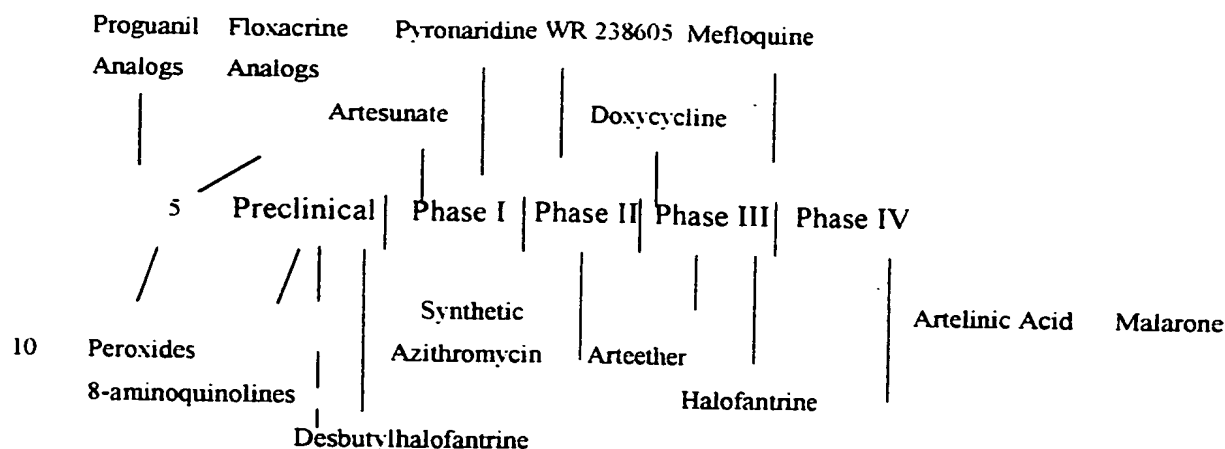 Proguanil Floxacrine Pyronaridine WR 238605 Mefloquine
Analogs Analogs
Artesunate Doxycycline
5 Preclinical Phase I Phase II Phase III Phase IV
Synthetic
Artelinic Acid Malarone
10 Peroxides Azithromycin Arteether
8-aminoquinolines Halofantrine
Desbutylhalofantrine